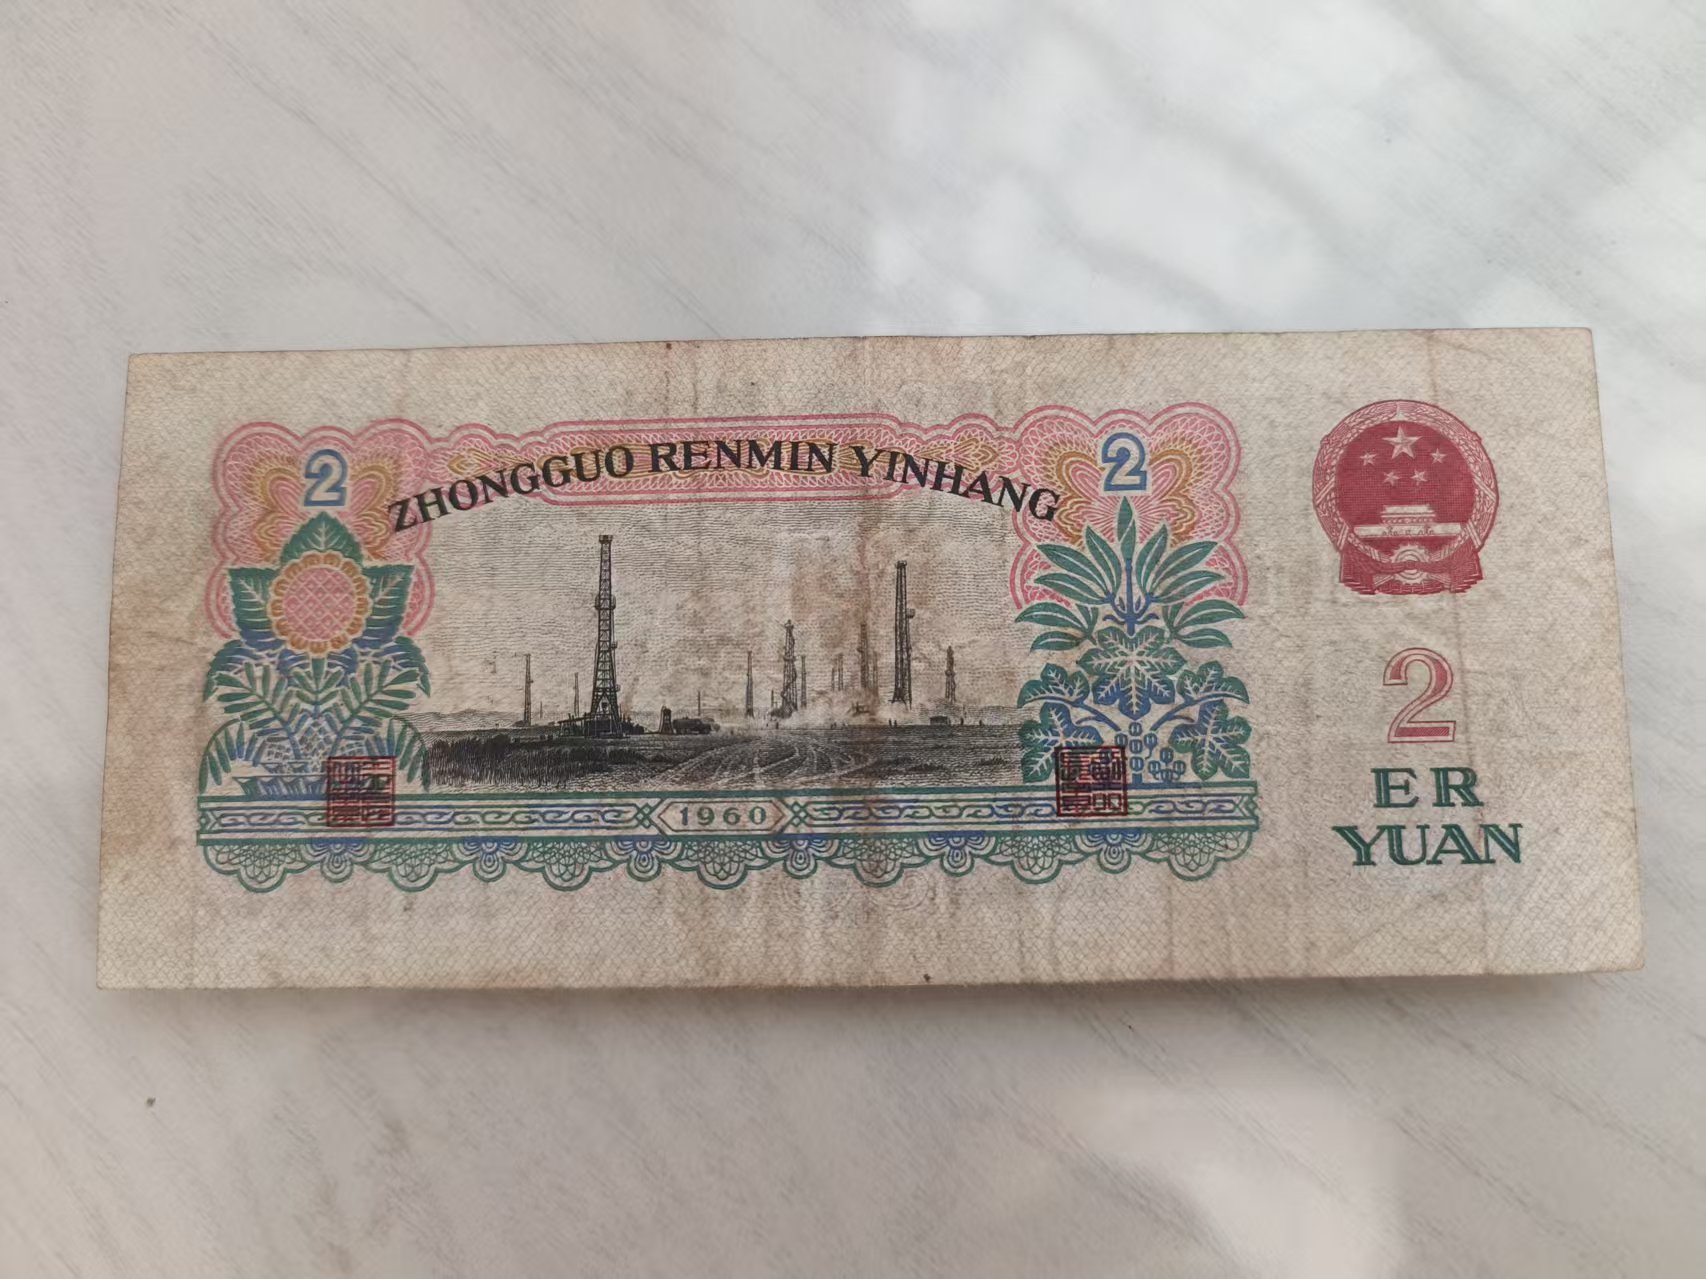 2
2
ZHONGGUO RENMIN YINHANG
1960
2
ER
YUAN